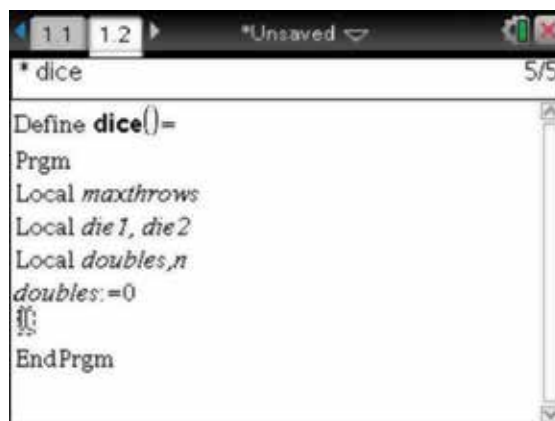 1.1 1.2 *Unsaved
* dice 5/5
Define dice()=
Prgm
Local maxthrows
Local die1, die2
Local doubles,n
doubles:=0
EndPrgm